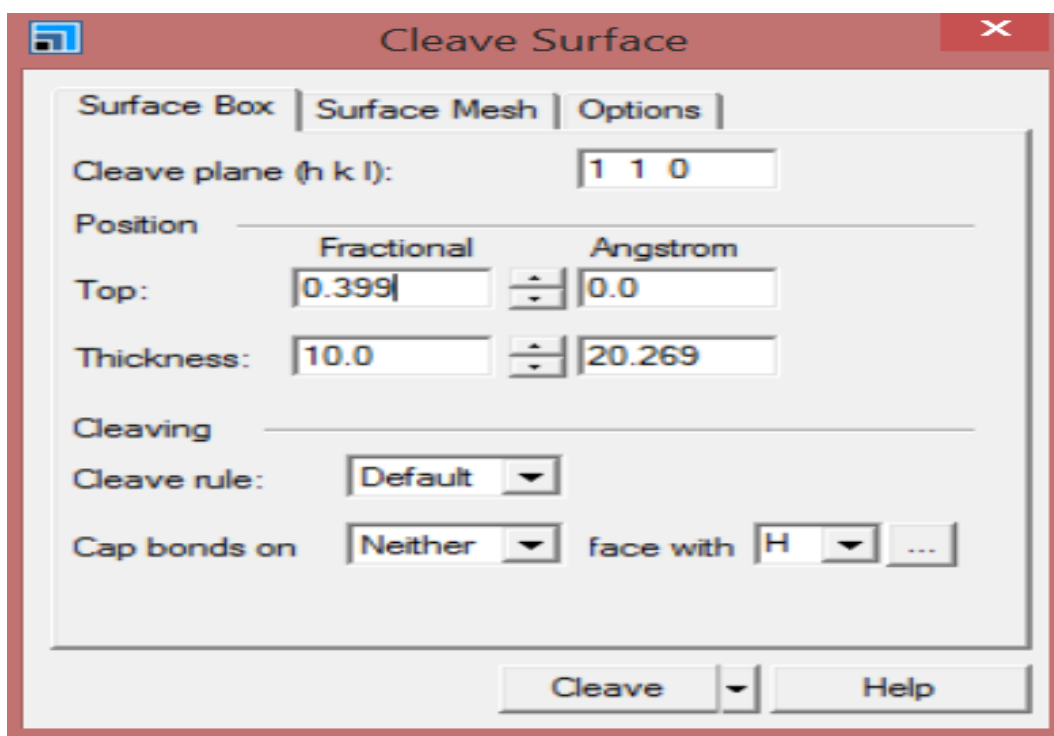 Cleave Surface
Surface Box Surface Mesh Options
Cleave plane (h k l): 1 1 0
Position
Fractional Angstrom
Top: 0.399 0.0
Thickness: 10.0 20.269
Cleaving
Cleave rule: Default
Cap bonds on Neither face with H ...
Cleave Help